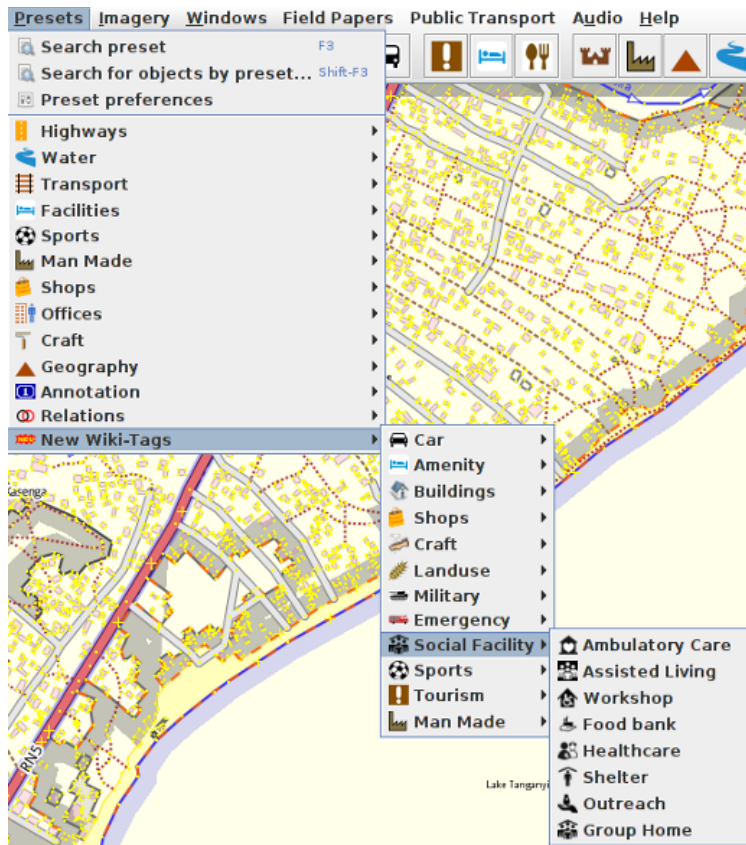 Presets Imagery Windows Field Papers Public Transport Audio Help
Search preset F3
Search for objects by preset... Shift-F3
Preset preferences
Highways
Water
Transport
Facilities
Sports
Man Made
Shops
Offices
Craft
Geography
Annotation
Relations
New Wiki-Tags
Car
Amenity
Buildings
Shops
Craft
Landuse
Military
Emergency
Social Facility
Sports
Tourism
Man Made
Ambulatory Care
Assisted Living
Workshop
Food bank
Healthcare
Shelter
Outreach
Group Home
Kasenga
RN5
Lake Tanganyi